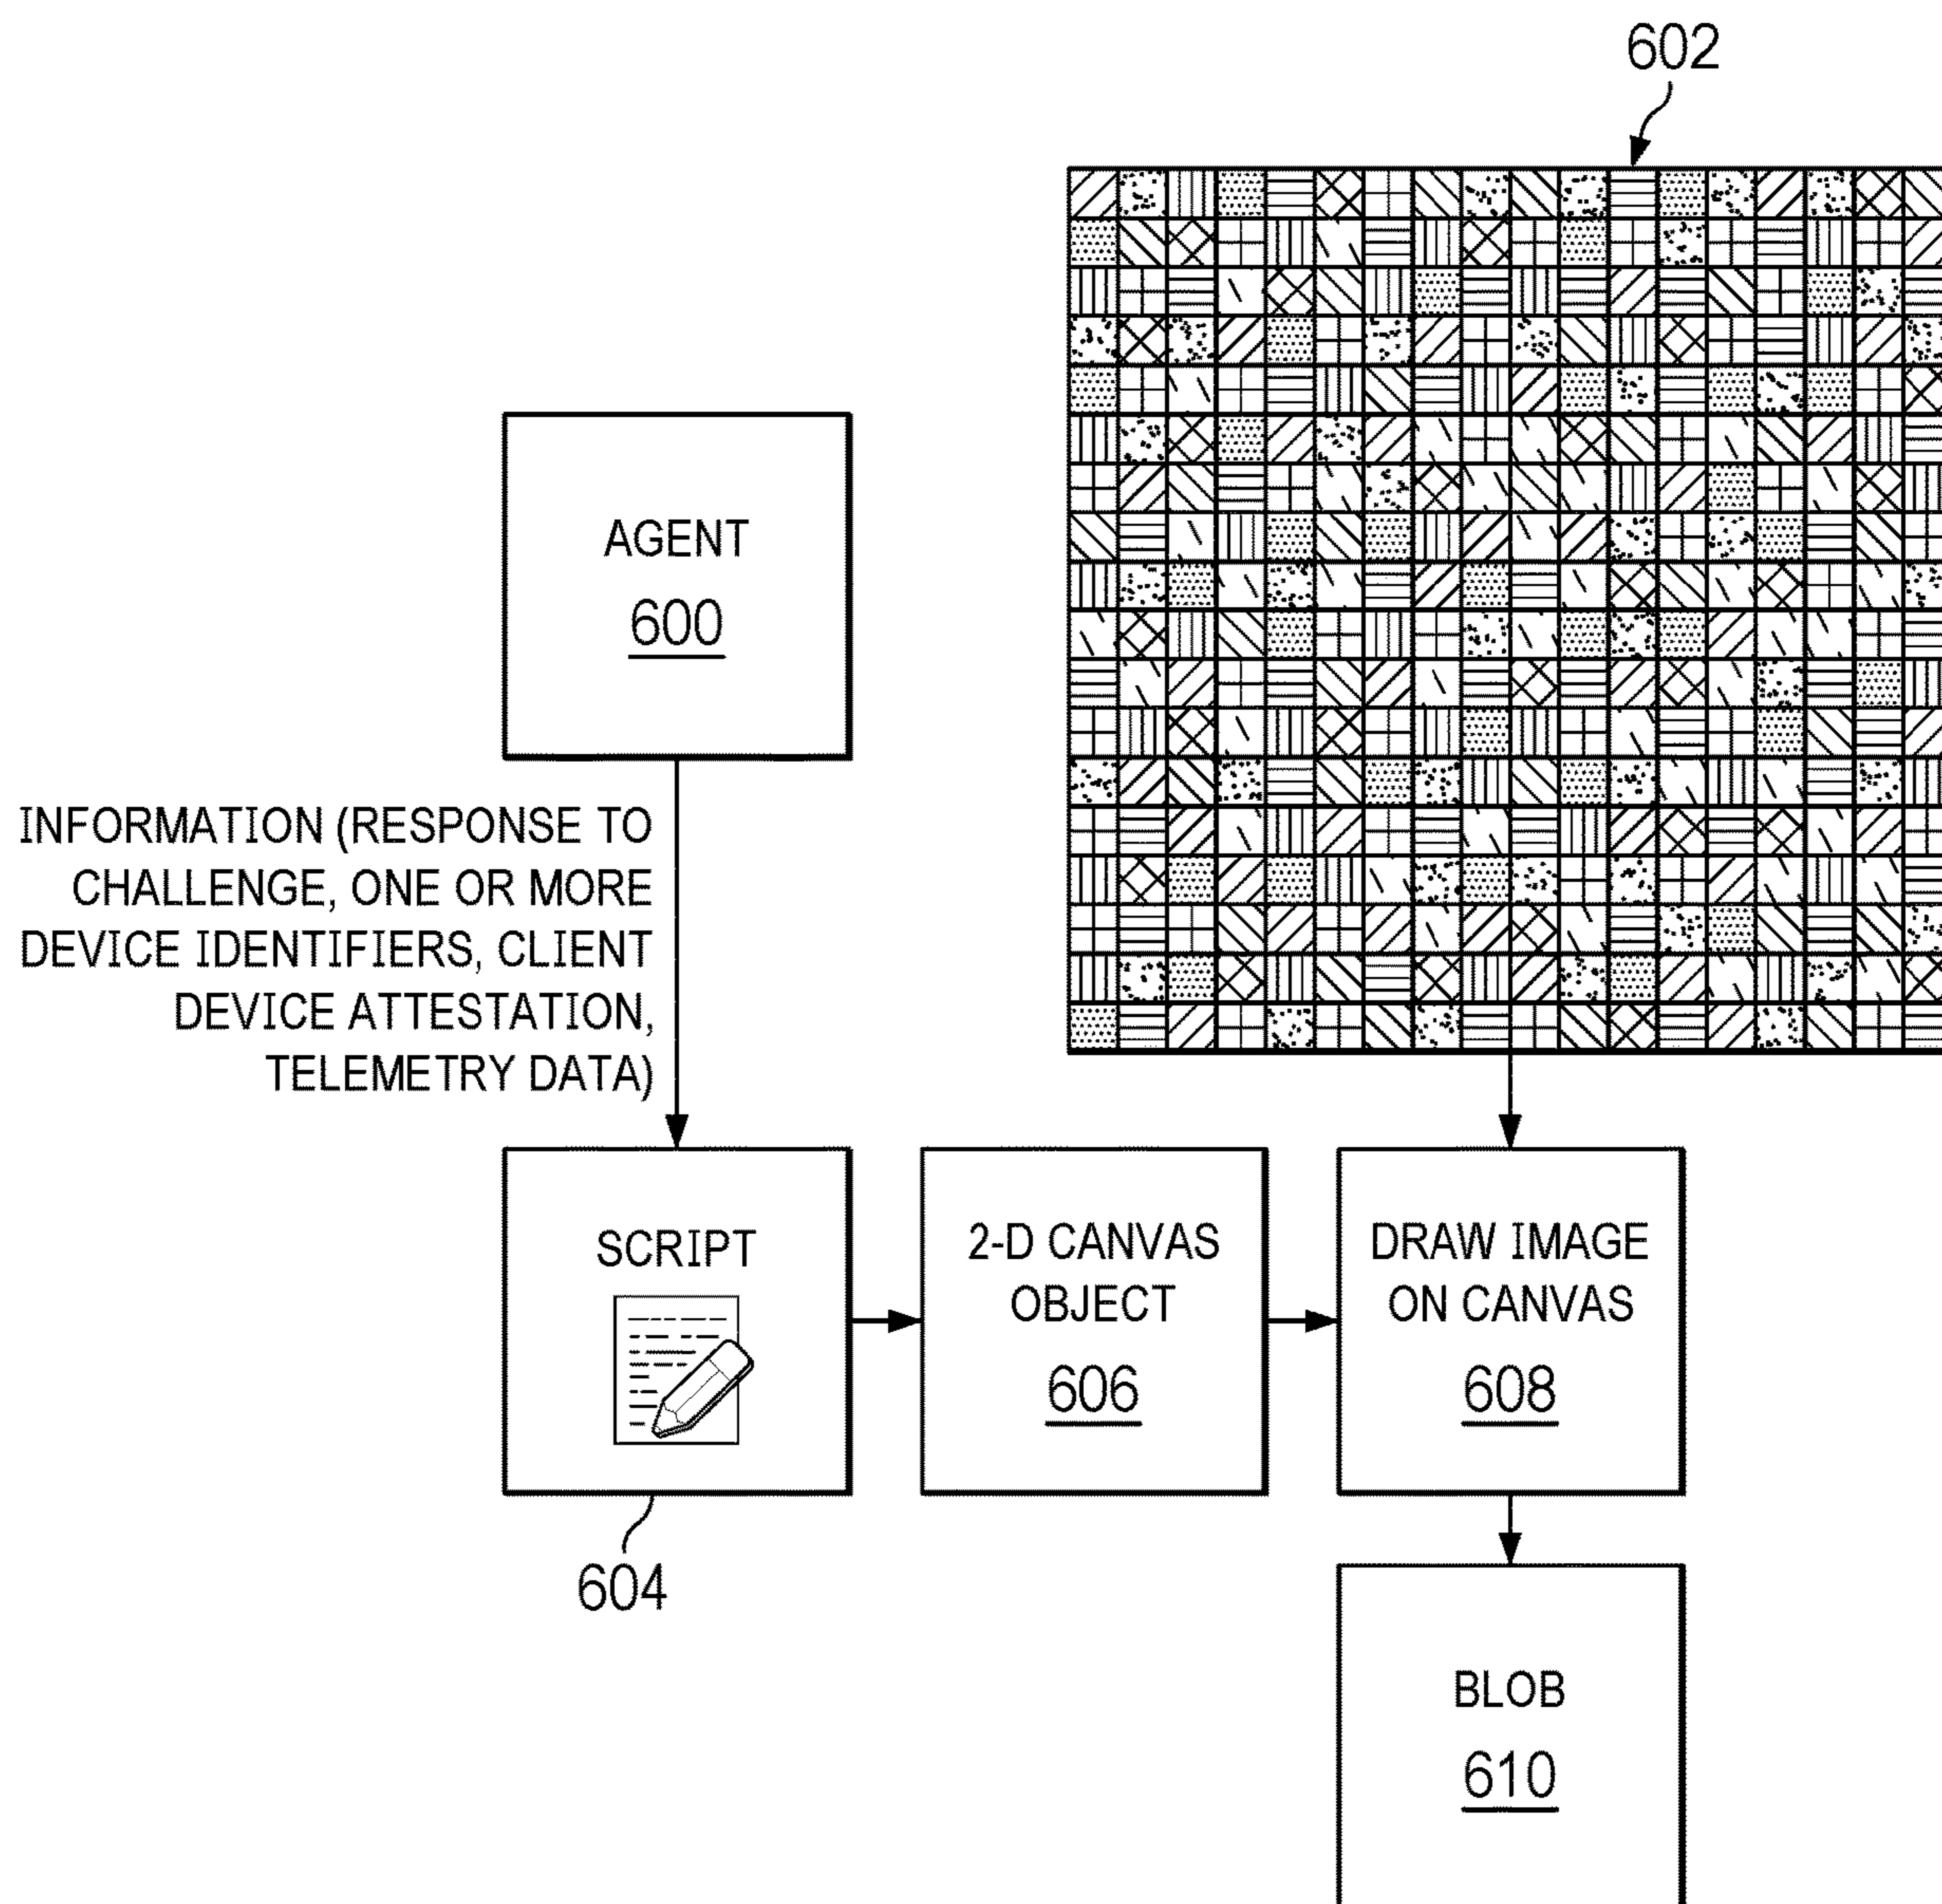 602
AGENT
600
INFORMATION (RESPONSE TO
CHALLENGE, ONE OR MORE
DEVICE IDENTIFIERS, CLIENT
DEVICE ATTESTATION,
TELEMETRY DATA)
SCRIPT
604
2-D CANVAS
OBJECT
606
DRAW IMAGE
ON CANVAS
608
BLOB
610